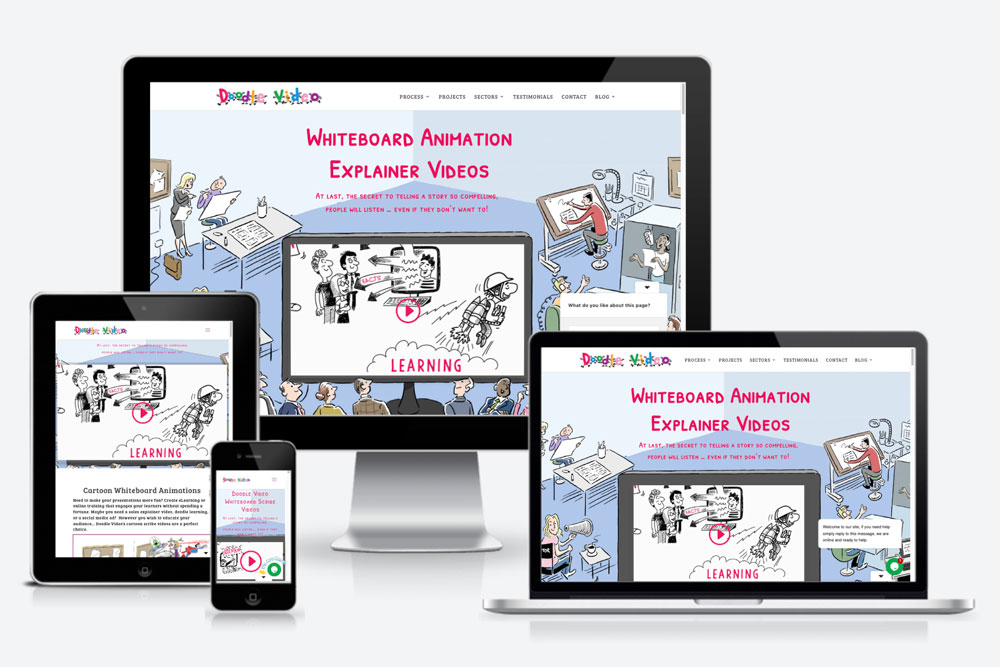 Doodle Video
PROCESS PROJECTS SECTORS TESTIMONIALS CONTACT BLOG
WHITEBOARD ANIMATION
EXPLAINER VIDEOS
AT LAST, THE SECRET TO TELLING A STORY SO COMPELLING,
PEOPLE WILL LISTEN ... EVEN IF THEY DON'T WANT TO!
FACTS
LEARNING
What do you like about this page?
Doodle Video
AT LAST, THE SECRET TO TELLING A STORY SO COMPELLING,
PEOPLE WILL LISTEN ... EVEN IF THEY DON'T WANT TO!
FACTS
LEARNING
Cartoon Whiteboard Animations
Need to make your presentations more fun? Create eLearning or
online training that engages your learners without spending a
fortune. Maybe you need a sales explainer video, doodle learning,
or a social media ad? However you wish to educate your
audience... Doodle Video's cartoon scribe videos are a perfect
choice.
Doodle Video
DOODLE VIDEO
WHITEBOARD SCRIBE
VIDEOS
AT LAST, THE SECRET TO TELLING A
STORY SO COMPELLING,
PEOPLE WILL LISTEN ... EVEN IF THEY
Doodle Video
PROCESS PROJECTS SECTORS TESTIMONIALS CONTACT BLOG
WHITEBOARD ANIMATION
EXPLAINER VIDEOS
AT LAST, THE SECRET TO TELLING A STORY SO COMPELLING,
PEOPLE WILL LISTEN ... EVEN IF THEY DON'T WANT TO!
FACTS
LEARNING
Welcome to our site, if you need help
simply reply to this message, we are
online and ready to help.